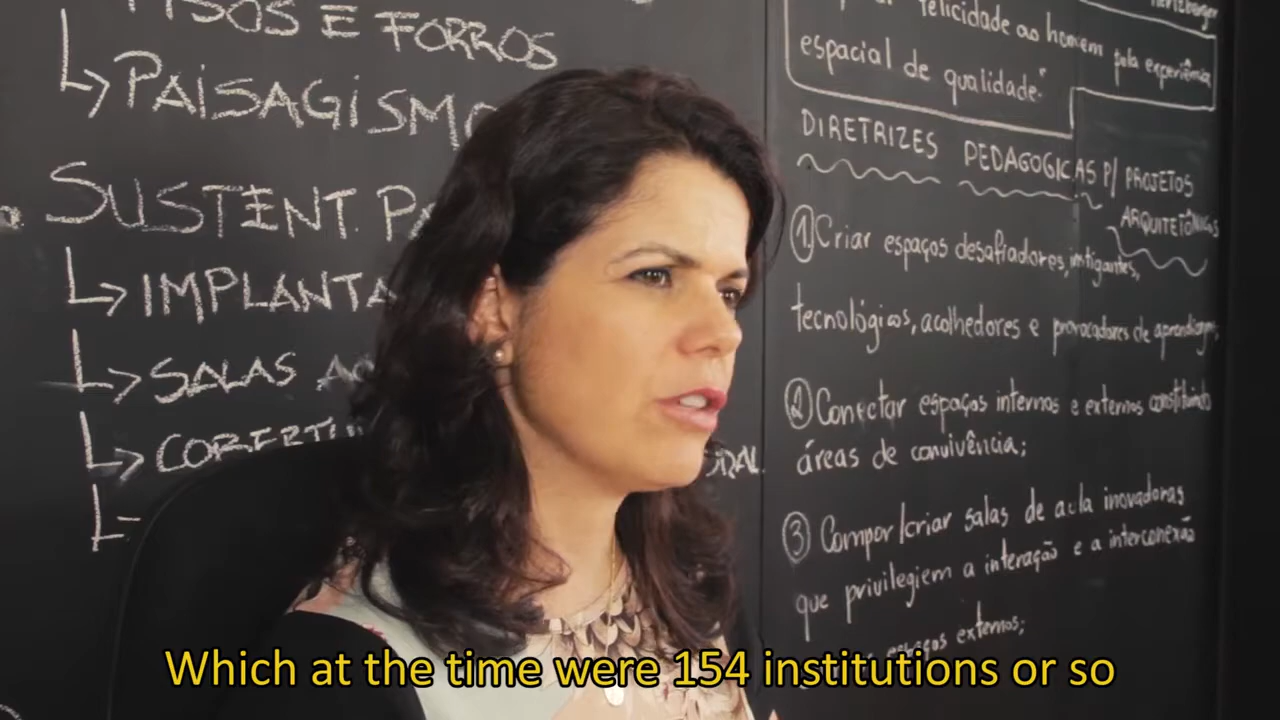 PISOS E FORROS
PAISAGISMO
SUSTENT.
IMPLANTA
SALAS
COBERTU
felicidade ao homem pela experiência
espacial de qualidade."
DIRETRIZES PEDAGOGICAS P/ PROJETOS
ARQUITETÔNICOS
① Criar espaços desafiadores, instigantes,
tecnológicos, acolhedores e provocadores de aprendizagem;
② Conectar espaços internos e externos constituindo
áreas de convivência;
③ Compor/criar salas de aula inovadoras
que privilegiem a interação e a interconexão
espaços externos;
Which at the time were 154 institutions or so